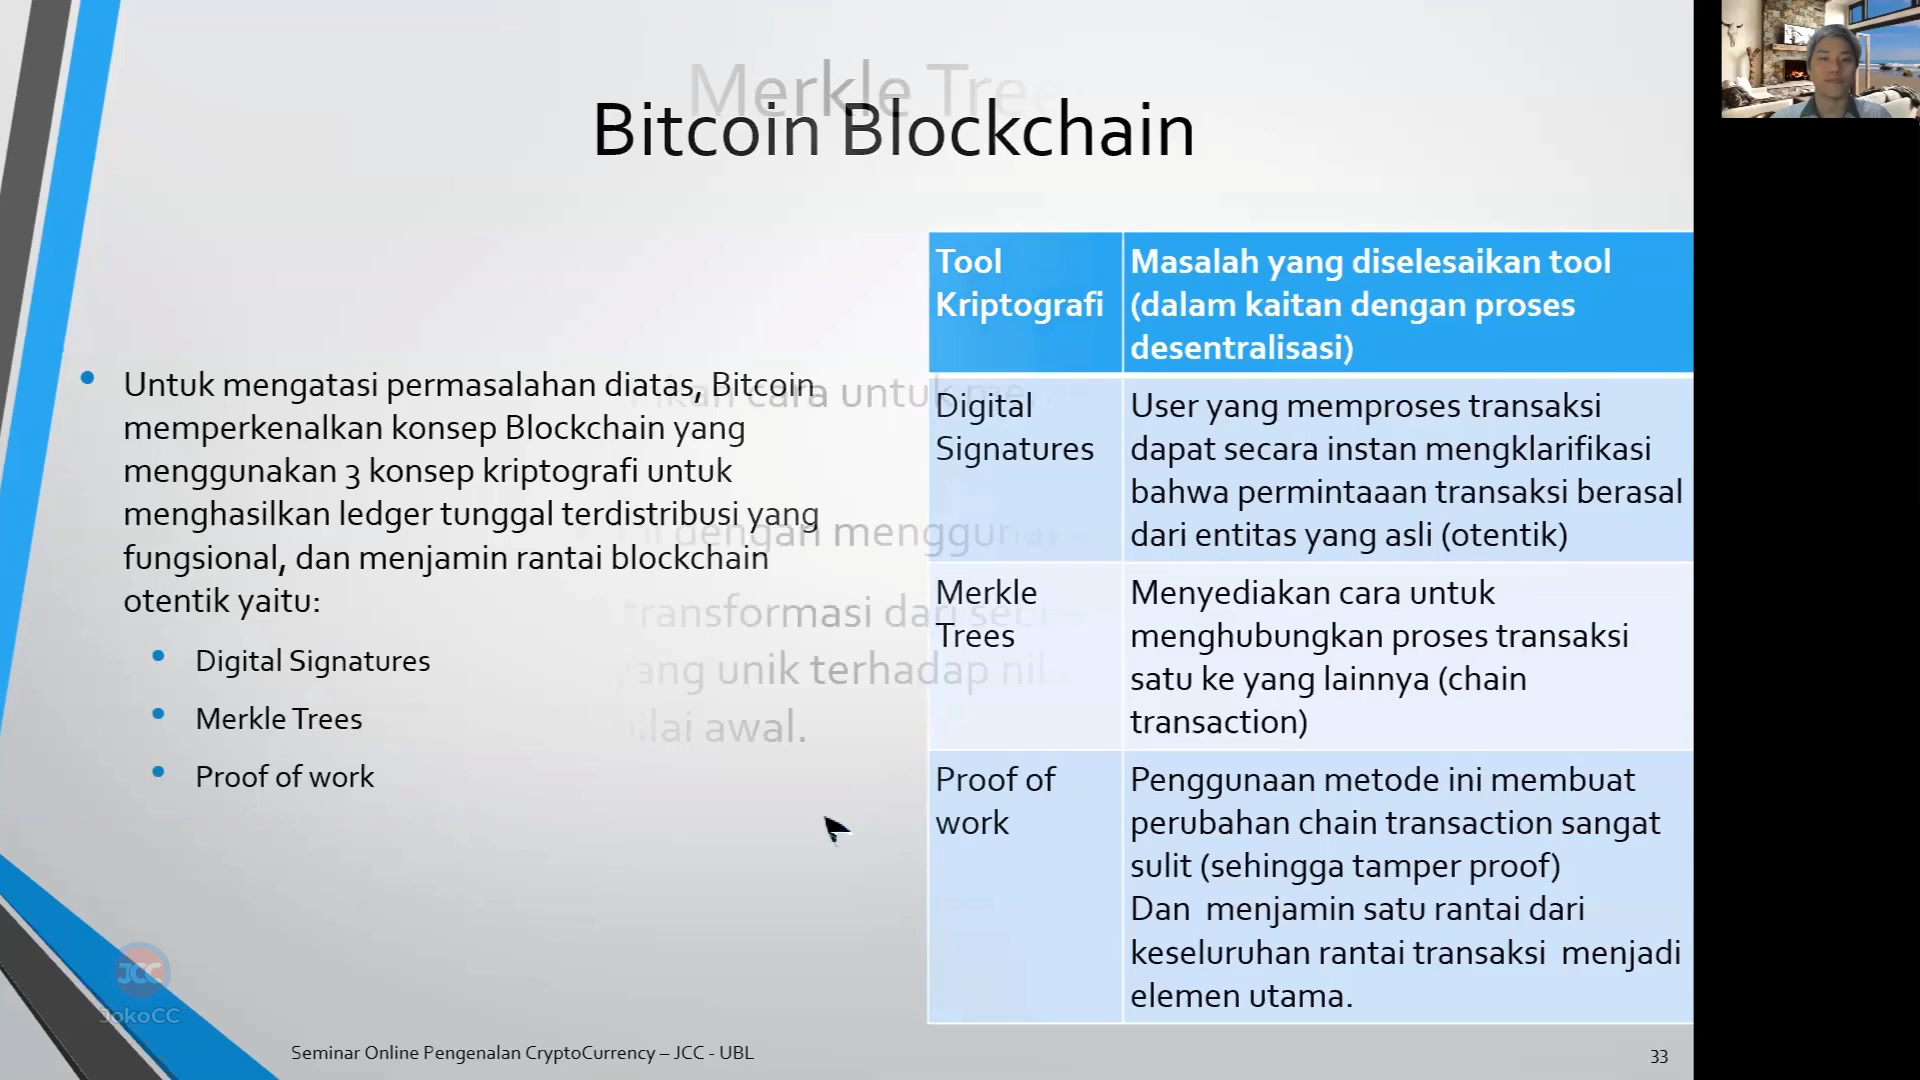 Merkle Tree
Bitcoin Blockchain
Untuk mengatasi permasalahan diatas, Bitcoin
memperkenalkan konsep Blockchain yang
menggunakan 3 konsep kriptografi untuk
menghasilkan ledger tunggal terdistribusi yang
fungsional, dan menjamin rantai blockchain
otentik yaitu:
Digital Signatures
Merkle Trees
Proof of work
cara untuk
dengan
transformasi dari
yang unik terhadap
awal.
Tool
Kriptografi
Masalah yang diselesaikan tool
(dalam kaitan dengan proses
desentralisasi)
Digital
Signatures
User yang memproses transaksi
dapat secara instan mengklarifikasi
bahwa permintaaan transaksi berasal
dari entitas yang asli (otentik)
Merkle
Trees
Menyediakan cara untuk
menghubungkan proses transaksi
satu ke yang lainnya (chain
transaction)
Proof of
work
Penggunaan metode ini membuat
perubahan chain transaction sangat
sulit (sehingga tamper proof)
Dan menjamin satu rantai dari
keseluruhan rantai transaksi menjadi
elemen utama.
JCC
JokoCC
Seminar Online Pengenalan CryptoCurrency – JCC - UBL
33